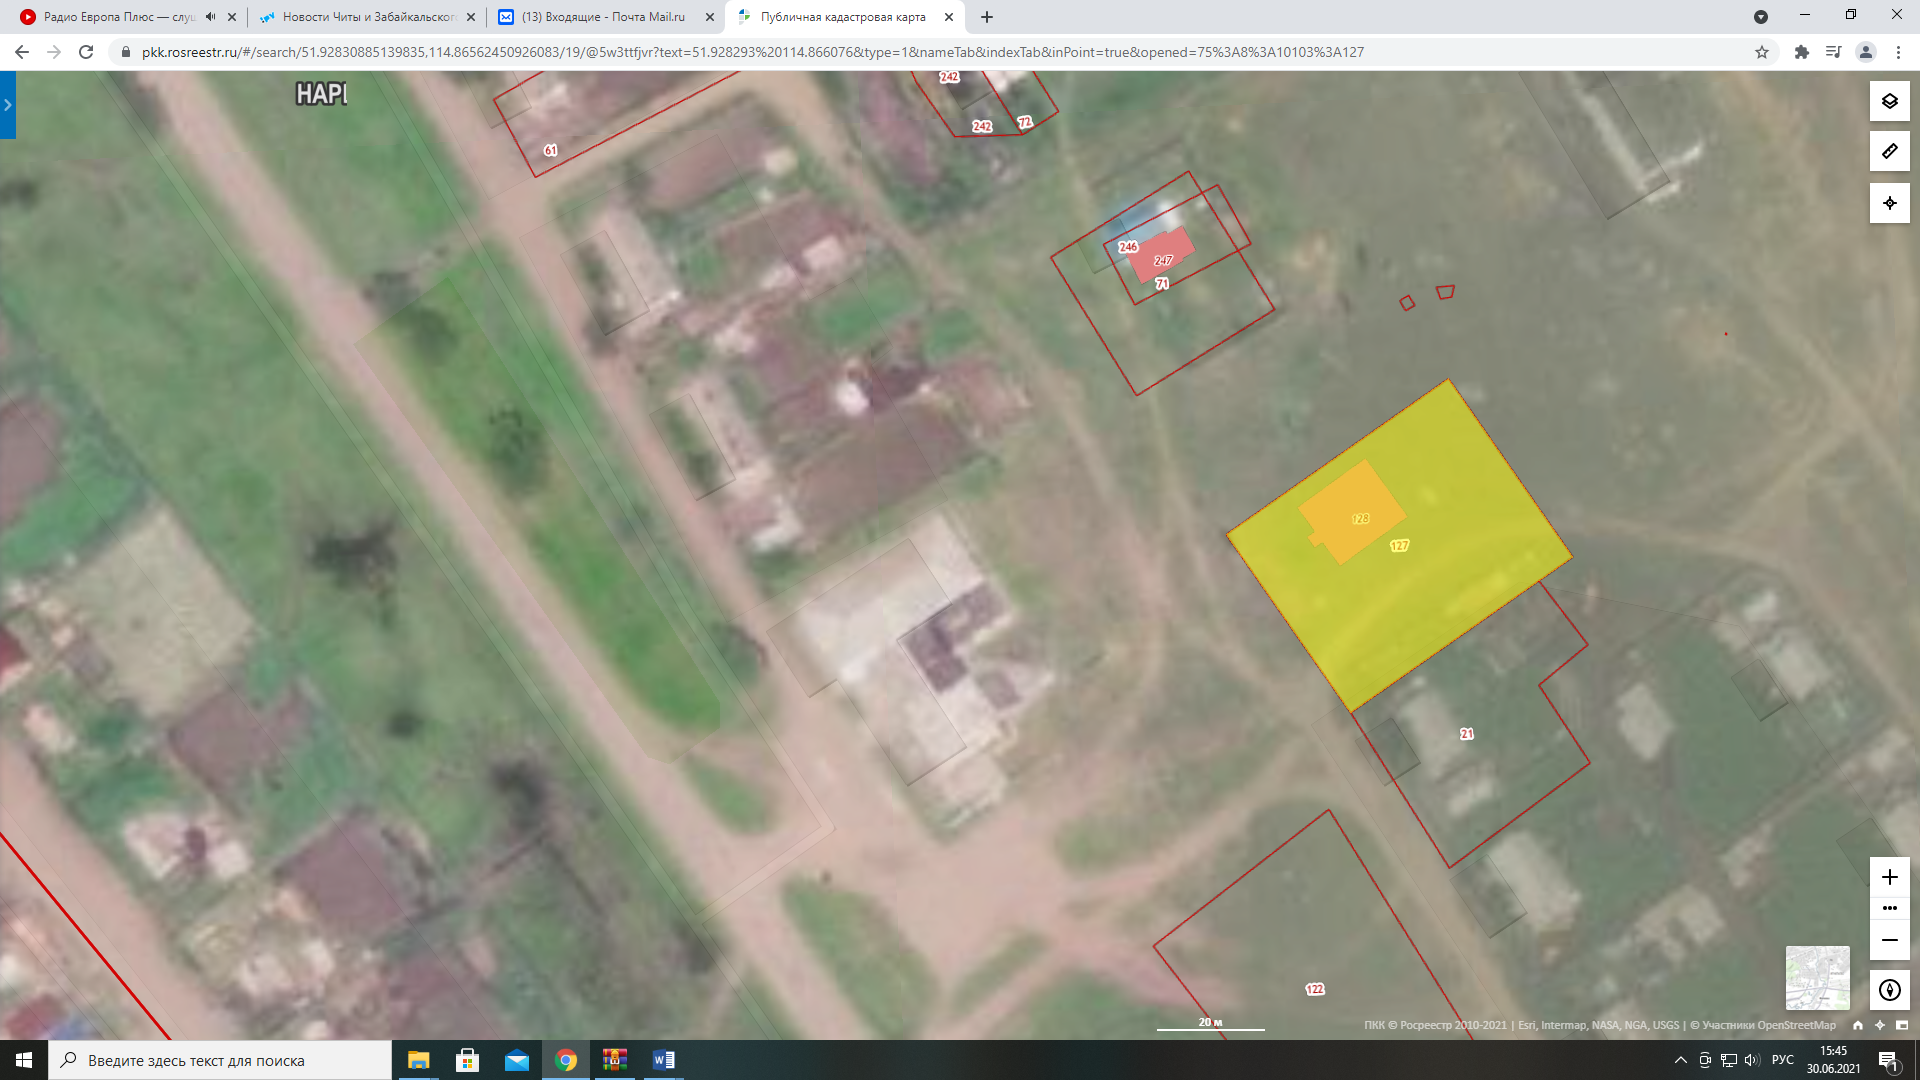 Радио Европа Плюс — слуш
Новости Читы и Забайкальского
(13) Входящие - Почта Mail.ru
Публичная кадастровая карта
pkk.rosreestr.ru/#/search/51.92830885139835,114.86562450926083/19/@5w3ttfjvr?text=51.928293%20114.866076&type=1&nameTab&indexTab&inPoint=true&opened=75%3A8%3A10103%3A127
242
НАР
242
72
61
246
247
71
128
127
21
122
20 м
ПКК © Росреестр 2010-2021 | Esri, Intermap, NASA, NGA, USGS | © Участники OpenStreetMap
Введите здесь текст для поиска
РУС
15:45
30.06.2021
1